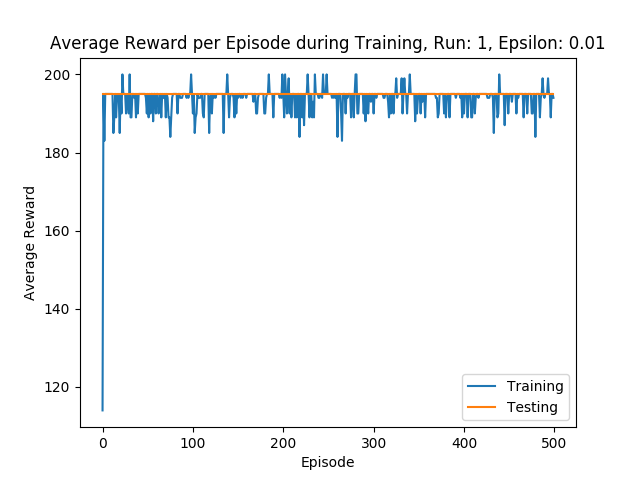 Average Reward per Episode during Training, Run: 1, Epsilon: 0.01
200
180
160
140
120
Average Reward
0 100 200 300 400 500
Episode
Training
Testing